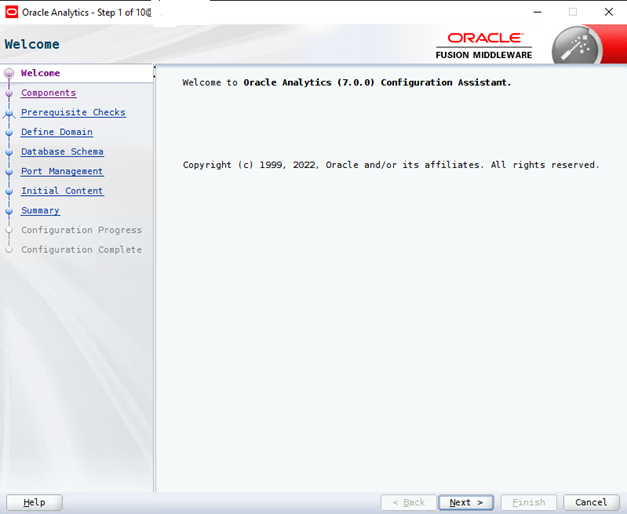 Oracle Analytics - Step 1 of 10@
Welcome
ORACLE
FUSION MIDDLEWARE
Welcome
Components
Prerequisite Checks
Define Domain
Database Schema
Port Management
Initial Content
Summary
Configuration Progress
Configuration Complete
Welcome to Oracle Analytics (7.0.0) Configuration Assistant.
Copyright (c) 1999, 2022, Oracle and/or its affiliates. All rights reserved.
Help
< Back
Next >
Finish
Cancel